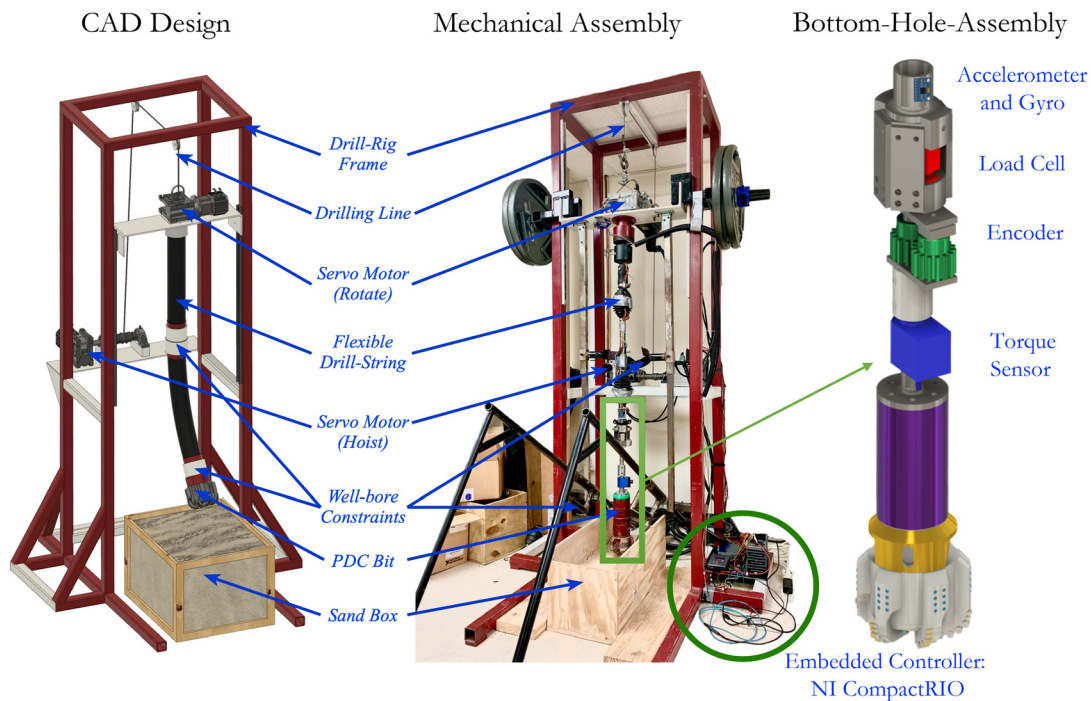 CAD Design
Mechanical Assembly
Bottom-Hole-Assembly
Drill-Rig
Frame
Drilling Line
Servo Motor
(Rotate)
Flexible
Drill-String
Servo Motor
(Hoist)
Well-bore
Constraints
PDC Bit
Sand Box
Accelerometer
and Gyro
Load Cell
Encoder
Torque
Sensor
Embedded Controller:
NI CompactRIO